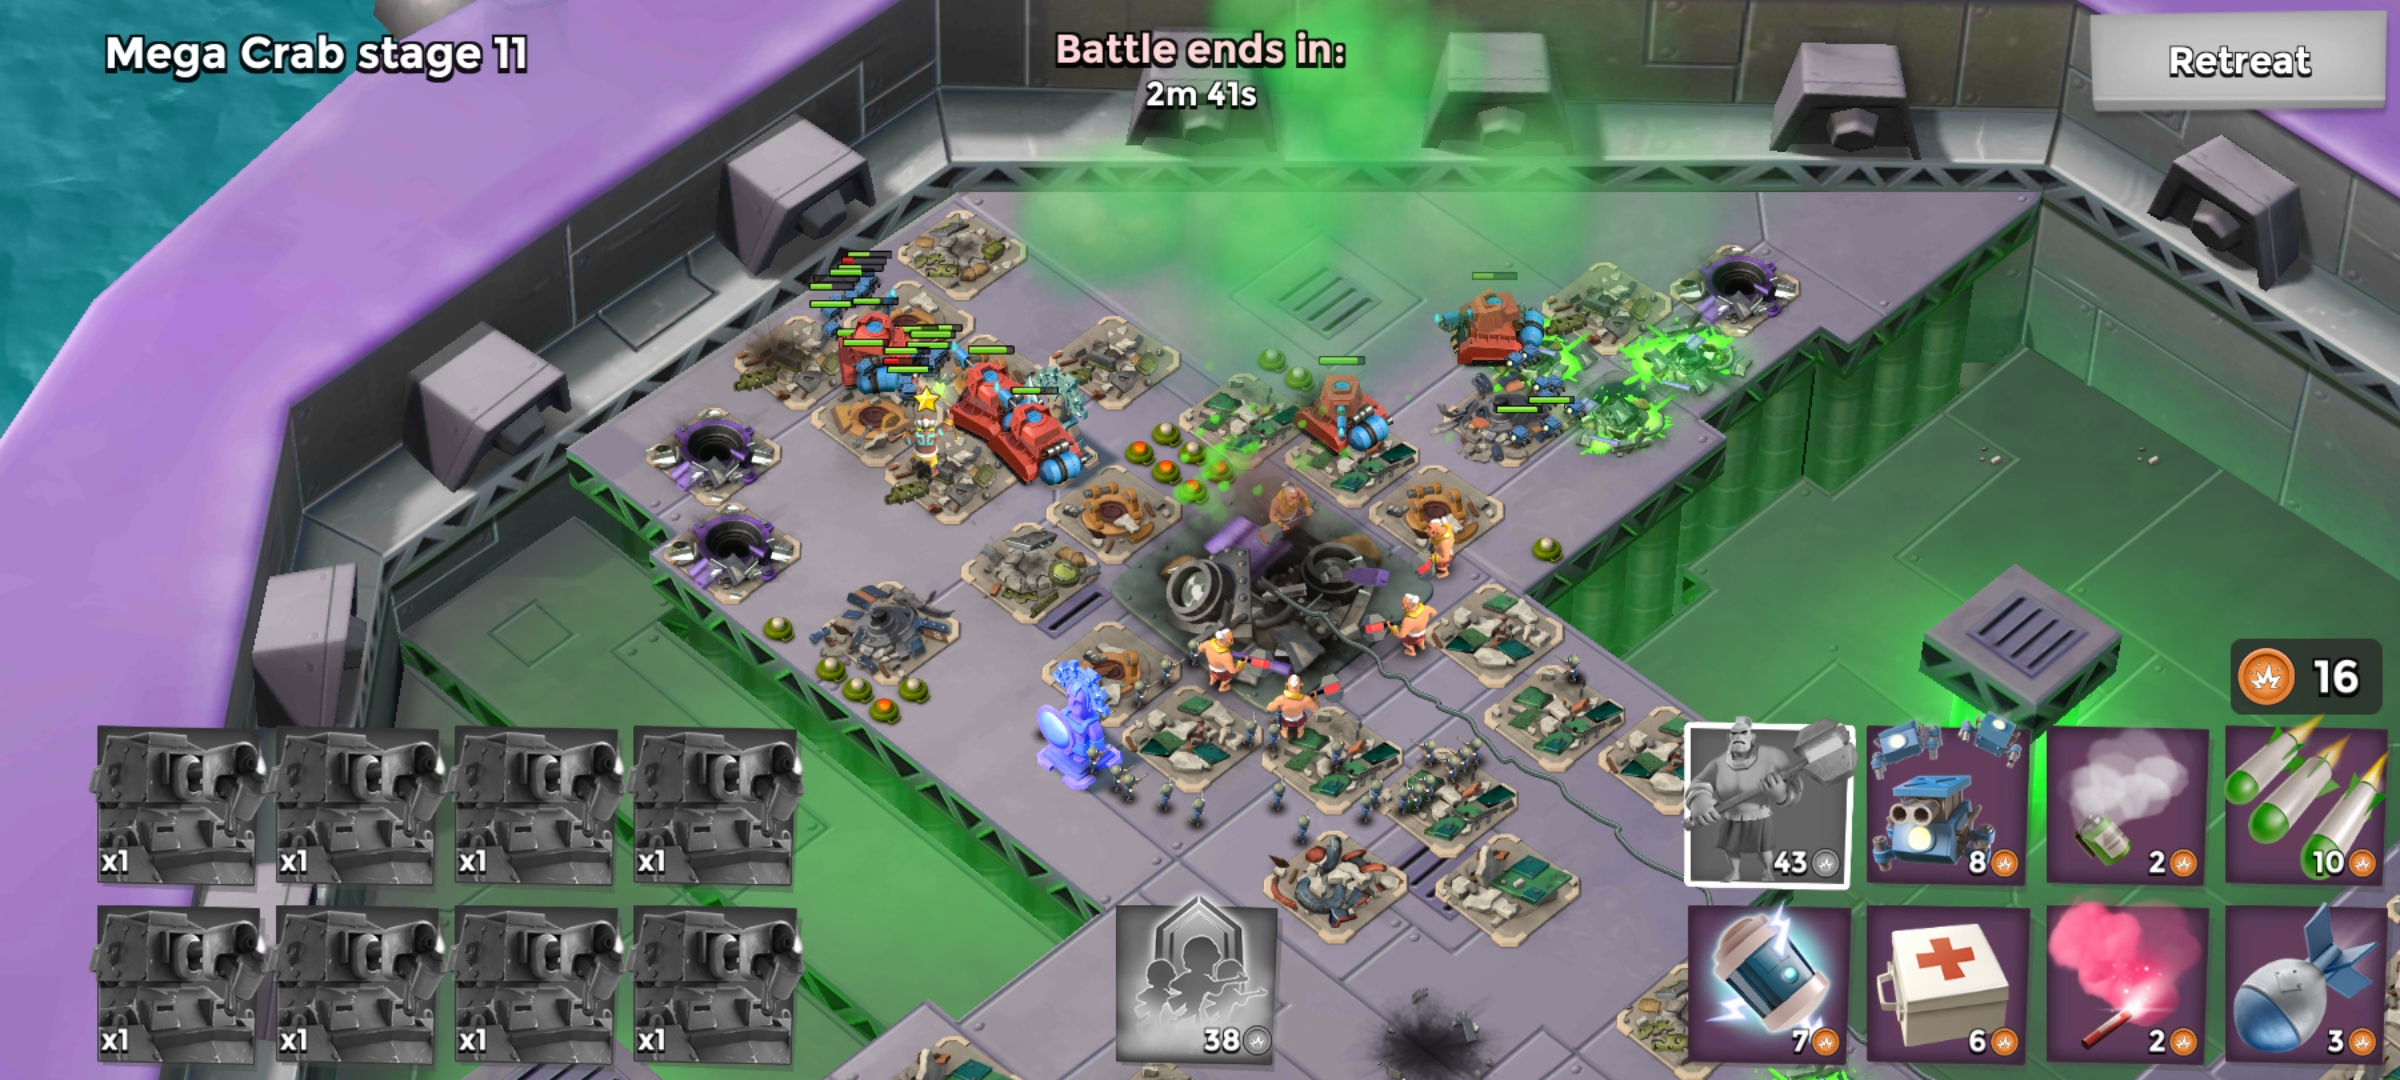 Mega Crab stage 11
Battle ends in:
2m 41s
Retreat
16
x1
x1
x1
x1
43
8
2
10
x1
x1
x1
x1
38
7
6
2
3